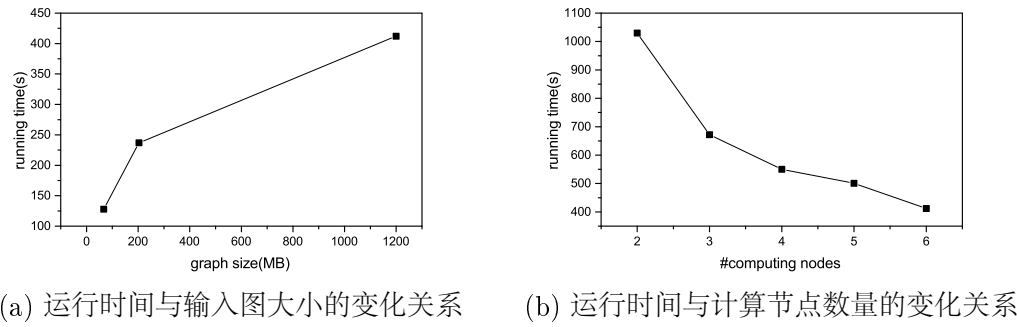 450
400
350
300
250
200
150
100
running time(s)
0 200 400 600 800 1000 1200
graph size(MB)
(a) 运行时间与输入图大小的变化关系
1100
1000
900
800
700
600
500
400
running time(s)
2 3 4 5 6
#computing nodes
(b) 运行时间与计算节点数量的变化关系